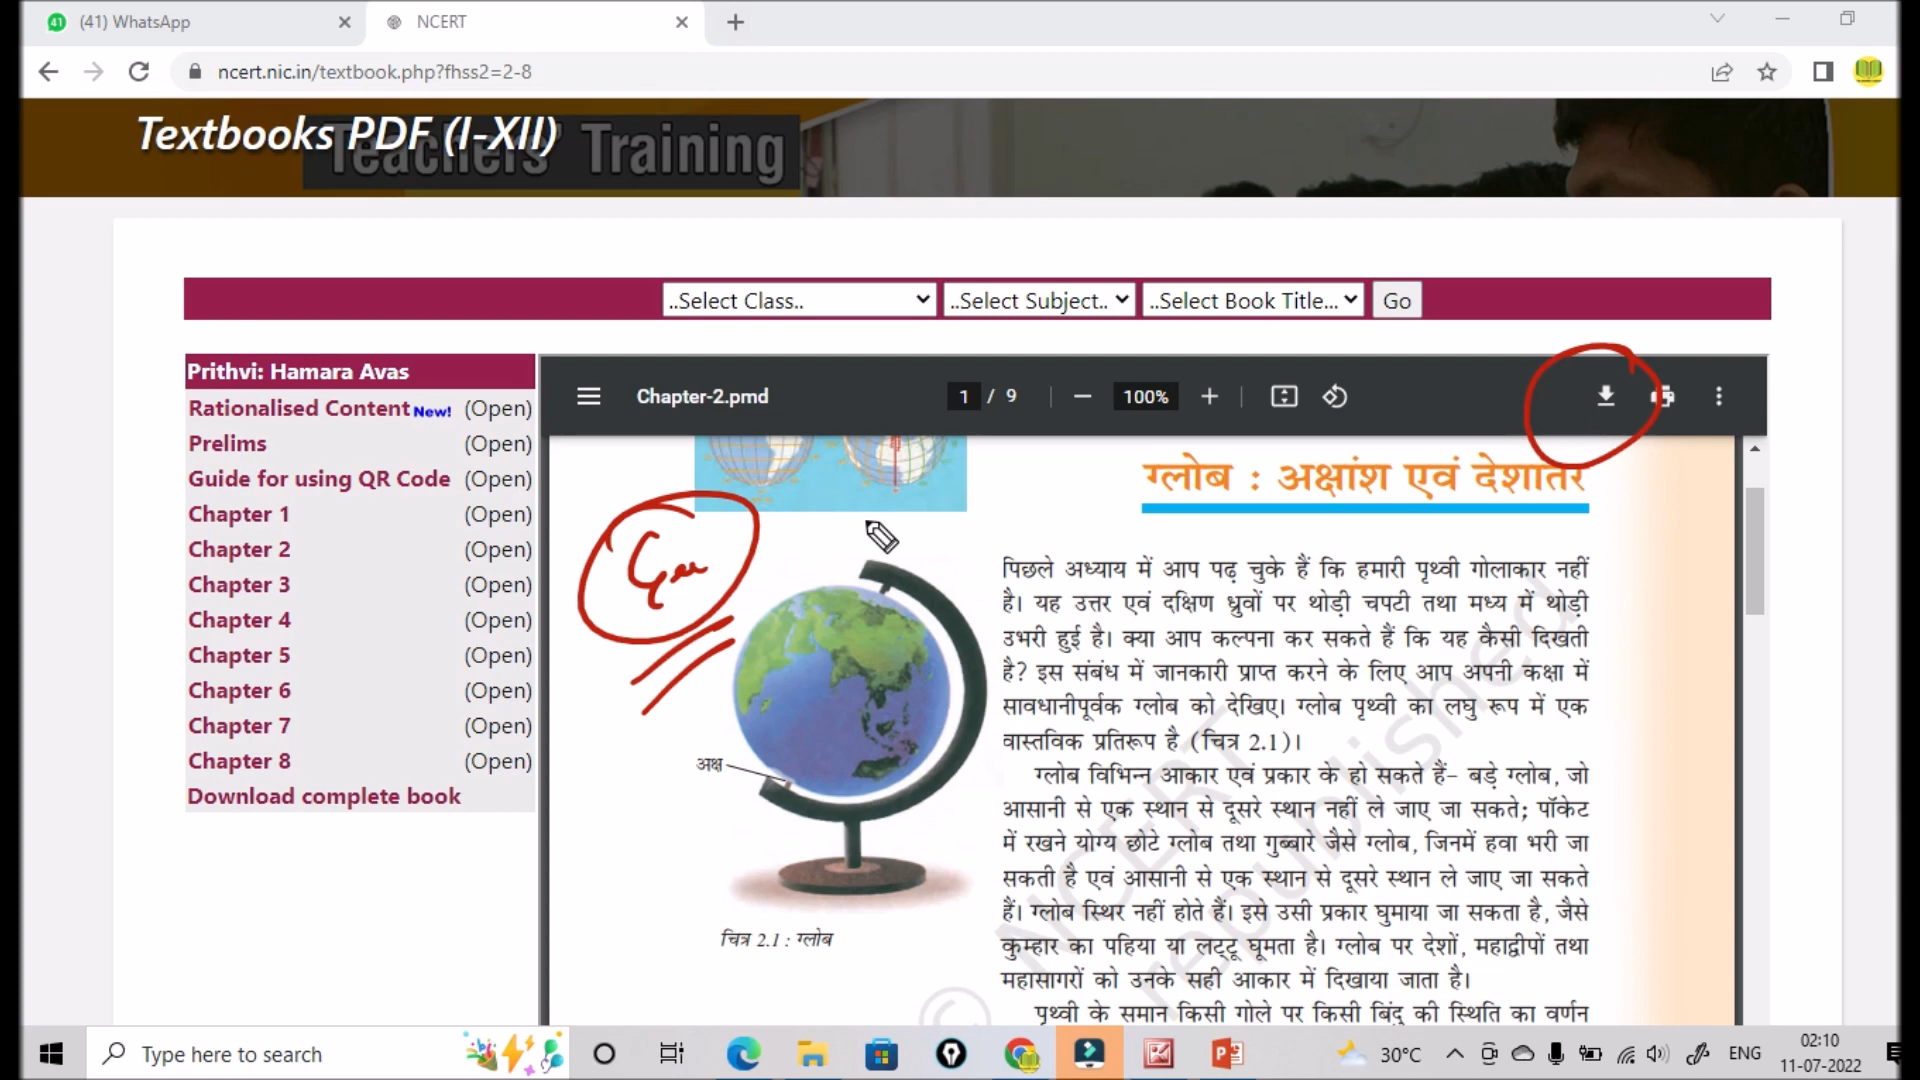 (41) WhatsApp
NCERT
ncert.nic.in/textbook.php?fhss2=2-8
Textbooks PDF (I-XII)
Teachers' Training
..Select Class..
..Select Subject..
..Select Book Title...
Go
Prithvi: Hamara Avas
Rationalised Content New! (Open)
Prelims (Open)
Guide for using QR Code (Open)
Chapter 1 (Open)
Chapter 2 (Open)
Chapter 3 (Open)
Chapter 4 (Open)
Chapter 5 (Open)
Chapter 6 (Open)
Chapter 7 (Open)
Chapter 8 (Open)
Download complete book
Chapter-2.pmd
1 / 9
100%
ग्लोब : अक्षांश एवं देशांतर
अक्ष
चित्र 2.1 : ग्लोब
पिछले अध्याय में आप पढ़ चुके हैं कि हमारी पृथ्वी गोलाकार नहीं
है। यह उत्तर एवं दक्षिण ध्रुवों पर थोड़ी चपटी तथा मध्य में थोड़ी
उभरी हुई है। क्या आप कल्पना कर सकते हैं कि यह कैसी दिखती
है? इस संबंध में जानकारी प्राप्त करने के लिए आप अपनी कक्षा में
सावधानीपूर्वक ग्लोब को देखिए। ग्लोब पृथ्वी का लघु रूप में एक
वास्तविक प्रतिरूप है (चित्र 2.1)।
ग्लोब विभिन्न आकार एवं प्रकार के हो सकते हैं– बड़े ग्लोब, जो
आसानी से एक स्थान से दूसरे स्थान नहीं ले जाए जा सकते; पॉकेट
में रखने योग्य छोटे ग्लोब तथा गुब्बारे जैसे ग्लोब, जिनमें हवा भरी जा
सकती है एवं आसानी से एक स्थान से दूसरे स्थान ले जाए जा सकते
हैं। ग्लोब स्थिर नहीं होते हैं। इसे उसी प्रकार घुमाया जा सकता है, जैसे
कुम्हार का पहिया या लट्टू घूमता है। ग्लोब पर देशों, महाद्वीपों तथा
महासागरों को उनके सही आकार में दिखाया जाता है।
पृथ्वी के समान किसी गोले पर किसी बिंदु की स्थिति का वर्णन
© NCERT
republished
Type here to search
30°C
ENG
02:10
11-07-2022